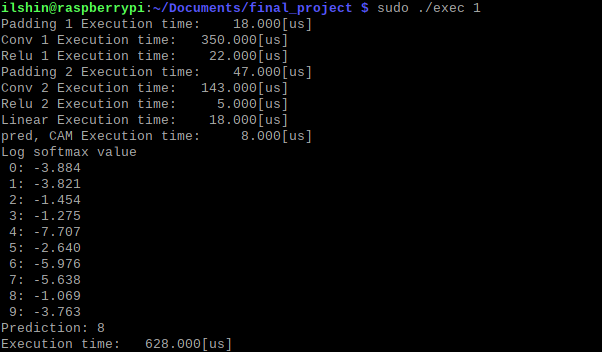 ilshin@raspberrypi:~/Documents/final_project $ sudo ./exec 1
Padding 1 Execution time:    18.000[us]
Conv 1 Execution time:   350.000[us]
Relu 1 Execution time:    22.000[us]
Padding 2 Execution time:    47.000[us]
Conv 2 Execution time:   143.000[us]
Relu 2 Execution time:     5.000[us]
Linear Execution time:    18.000[us]
pred, CAM Execution time:     8.000[us]
Log softmax value
 0: -3.884
 1: -3.821
 2: -1.454
 3: -1.275
 4: -7.707
 5: -2.640
 6: -5.976
 7: -5.638
 8: -1.069
 9: -3.763
Prediction: 8
Execution time:   628.000[us]